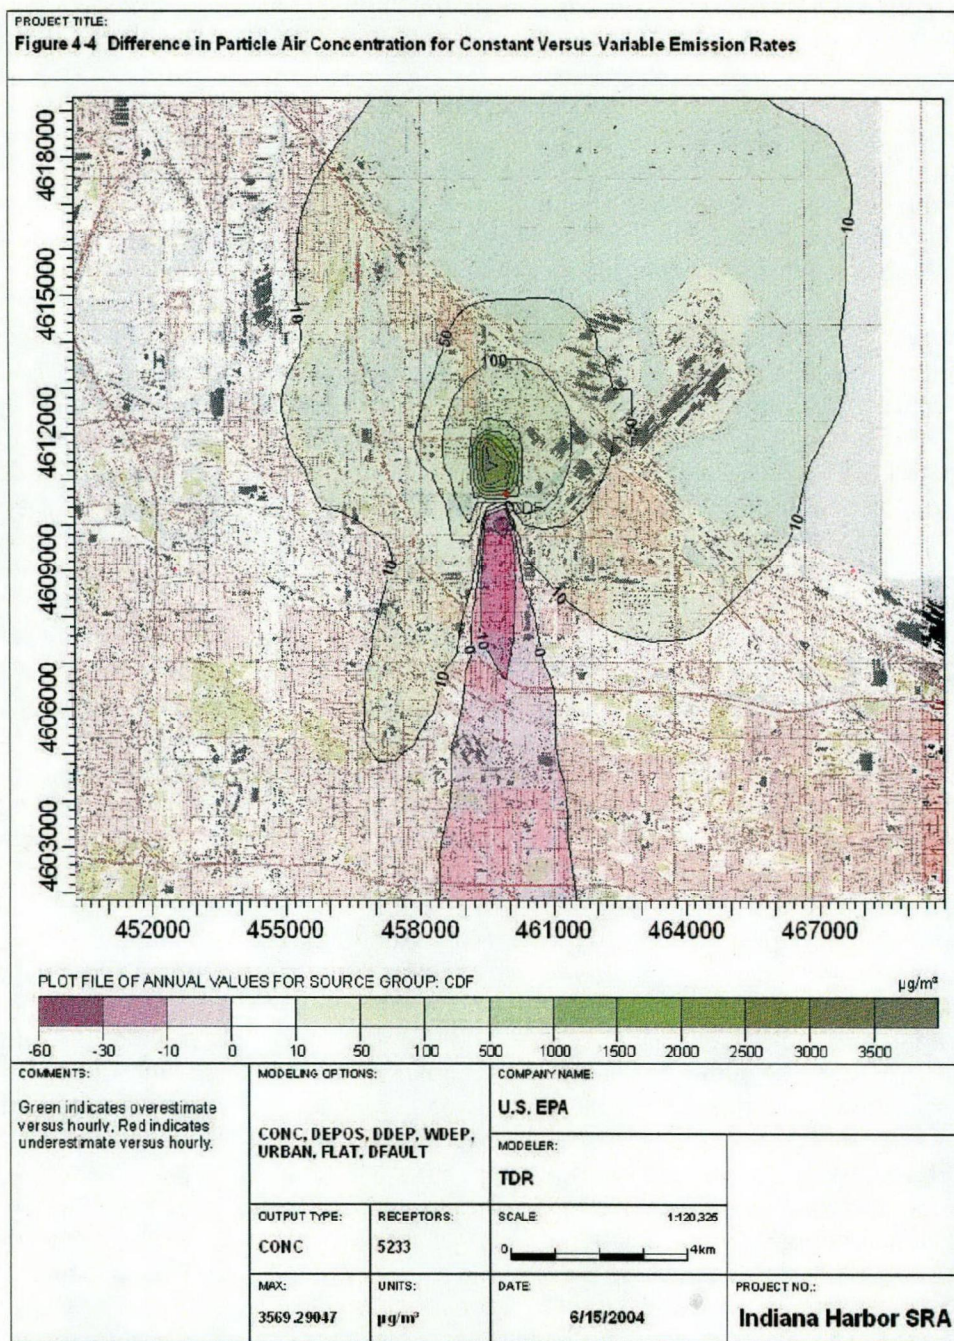 PROJECT TITLE:
Figure 4-4 Difference in Particle Air Concentration for Constant Versus Variable Emission Rates
4618000
4615000
4612000
4609000
4606000
4603000
10
10
50
100
50
CDF
10
10
10
10
0
-10
0
452000 455000 458000 461000 464000 467000
PLOT FILE OF ANNUAL VALUES FOR SOURCE GROUP: CDF
µg/m³
-60 -30 -10 0 10 50 100 500 1000 1500 2000 2500 3000 3500
COMMENTS:
Green indicates overestimate
versus hourly, Red indicates
underestimate versus hourly.
MODELING OPTIONS:
CONC, DEPOS, DDEP, WDEP,
URBAN, FLAT, DFAULT
COMPANY NAME:
U.S. EPA
MODELER:
TDR
OUTPUT TYPE:
CONC
RECEPTORS:
5233
SCALE:
1:120,325
0 4km
MAX:
3569.29047
UNITS:
µg/m³
DATE:
6/15/2004
PROJECT NO.:
Indiana Harbor SRA